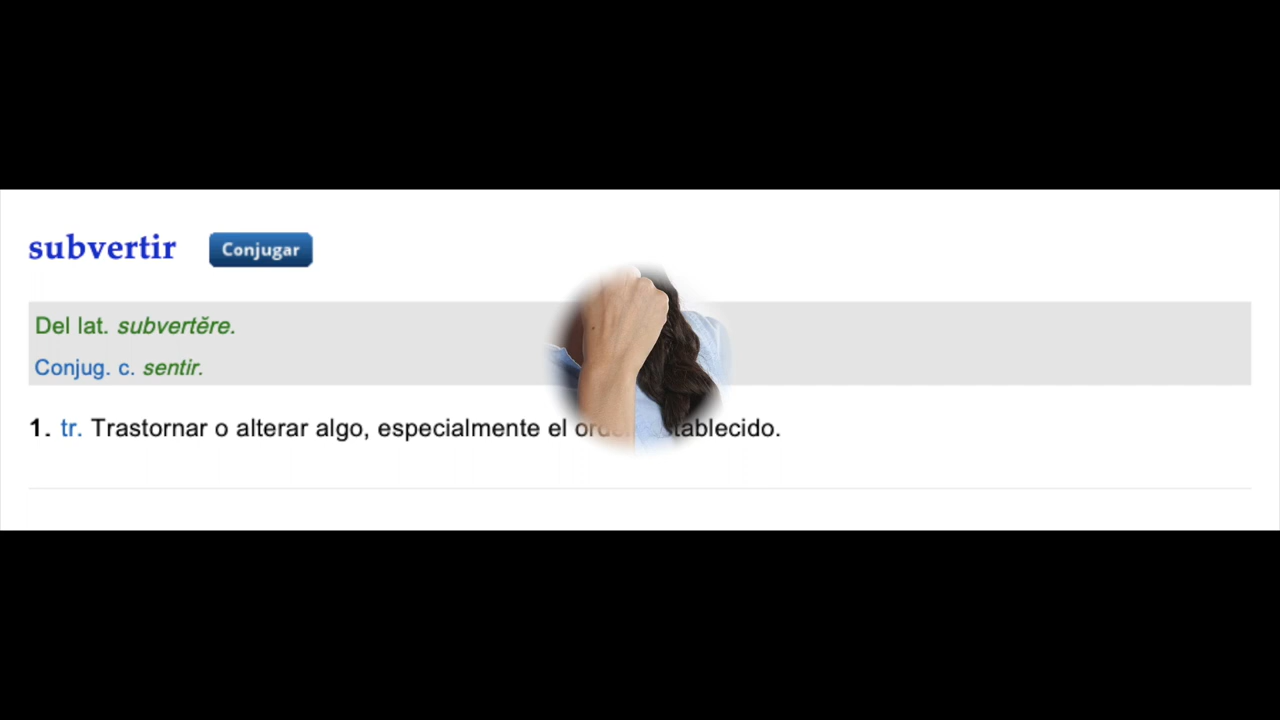 subvertir Conjugar
Del lat. subvertĕre.
Conjug. c. sentir.
1. tr. Trastornar o alterar algo, especialmente el